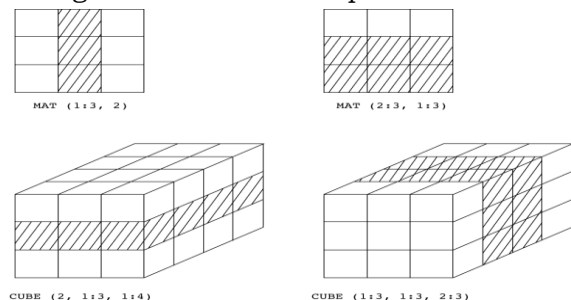 MAT (1:3, 2)
MAT (2:3, 1:3)
CUBE (2, 1:3, 1:4)
CUBE (1:3, 1:3, 2:3)